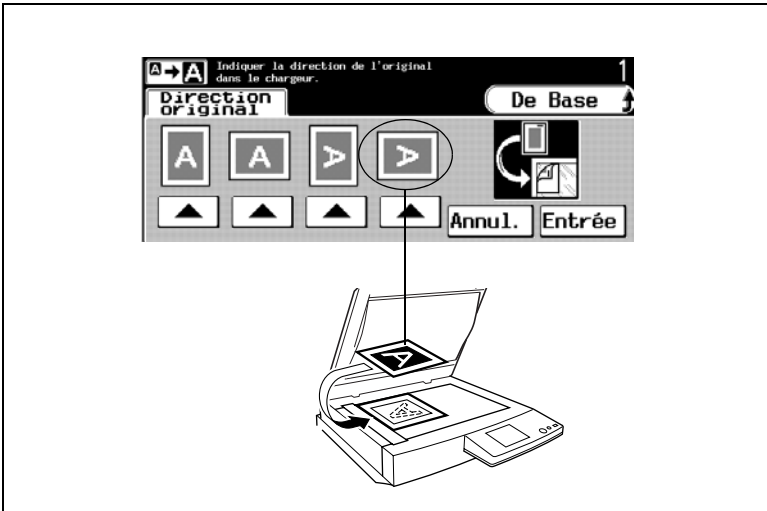 A→A Indiquer la direction de l'original
dans le chargeur.
1
Direction
original
De Base
A A A A
Annul. Entrée
A
A